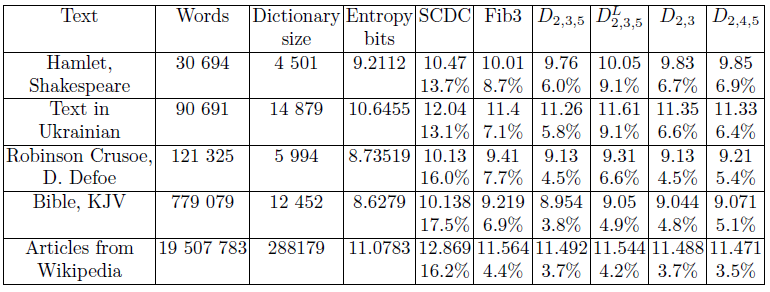 Text Words Dictionary Entropy SCDC Fib3 D2,3,5 D^L2,3,5 D2,3 D2,4,5
size bits
Hamlet, 30 694 4 501 9.2112 10.47 10.01 9.76 10.05 9.83 9.85
Shakespeare 13.7% 8.7% 6.0% 9.1% 6.7% 6.9%
Text in 90 691 14 879 10.6455 12.04 11.4 11.26 11.61 11.35 11.33
Ukrainian 13.1% 7.1% 5.8% 9.1% 6.6% 6.4%
Robinson Crusoe, 121 325 5 994 8.73519 10.13 9.41 9.13 9.31 9.13 9.21
D. Defoe 16.0% 7.7% 4.5% 6.6% 4.5% 5.4%
Bible, KJV 779 079 12 452 8.6279 10.138 9.219 8.954 9.05 9.044 9.071
17.5% 6.9% 3.8% 4.9% 4.8% 5.1%
Articles from 19 507 783 288179 11.0783 12.869 11.564 11.492 11.544 11.488 11.471
Wikipedia 16.2% 4.4% 3.7% 4.2% 3.7% 3.5%